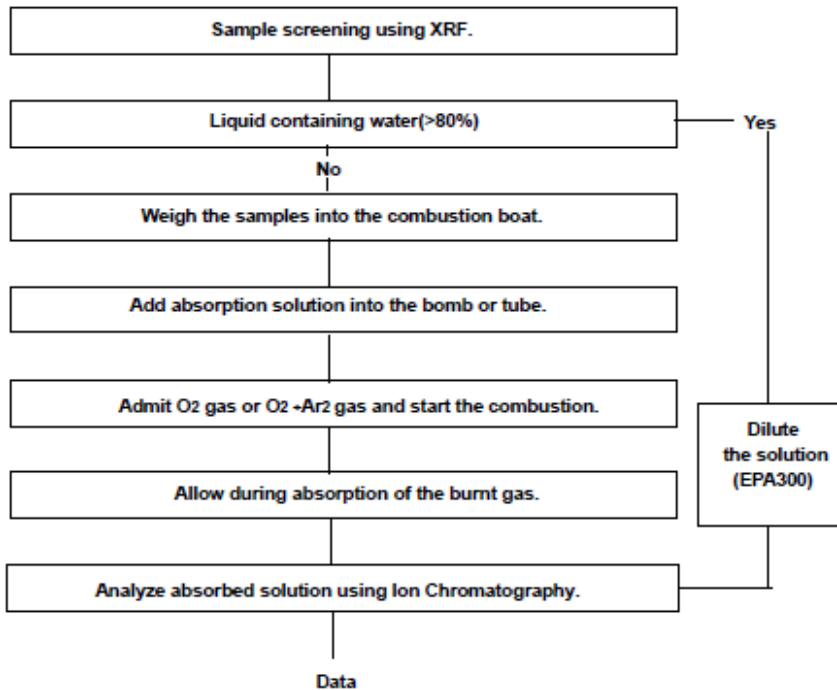 Sample screening using XRF.
Liquid containing water(>80%)
Yes
No
Weigh the samples into the combustion boat.
Add absorption solution into the bomb or tube.
Admit O2 gas or O2 +Ar2 gas and start the combustion.
Dilute
the solution
(EPA300)
Allow during absorption of the burnt gas.
Analyze absorbed solution using Ion Chromatography.
Data